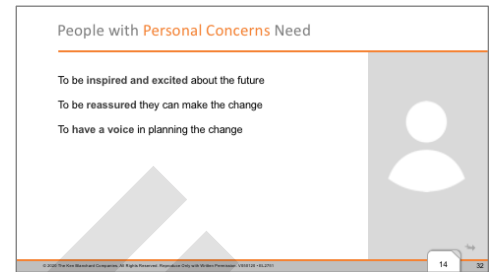 People with Personal Concerns Need
To be inspired and excited about the future
To be reassured they can make the change
To have a voice in planning the change
14
32